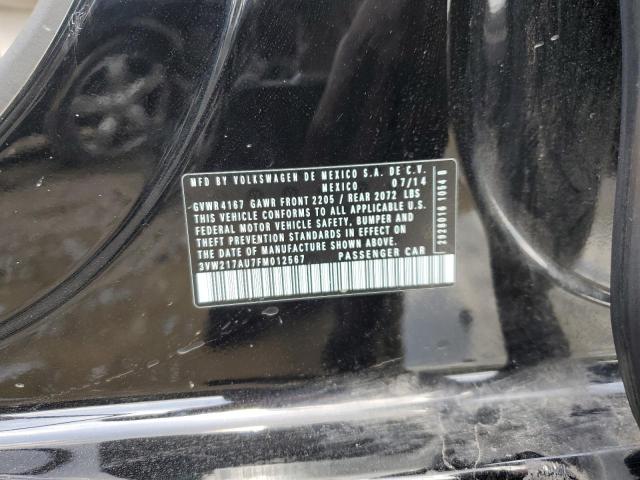 MFD BY VOLKSWAGEN DE MEXICO S.A. DE C.V.
MEXICO 07/14
GVWR 4167 GAWR FRONT 2205 / REAR 2072 LBS
THIS VEHICLE CONFORMS TO ALL APPLICABLE U.S.
FEDERAL MOTOR VEHICLE SAFETY, BUMPER AND
THEFT PREVENTION STANDARDS IN EFFECT ON
THE DATE OF MANUFACTURE SHOWN ABOVE.
3VW217AU7FM012567 PASSENGER CAR